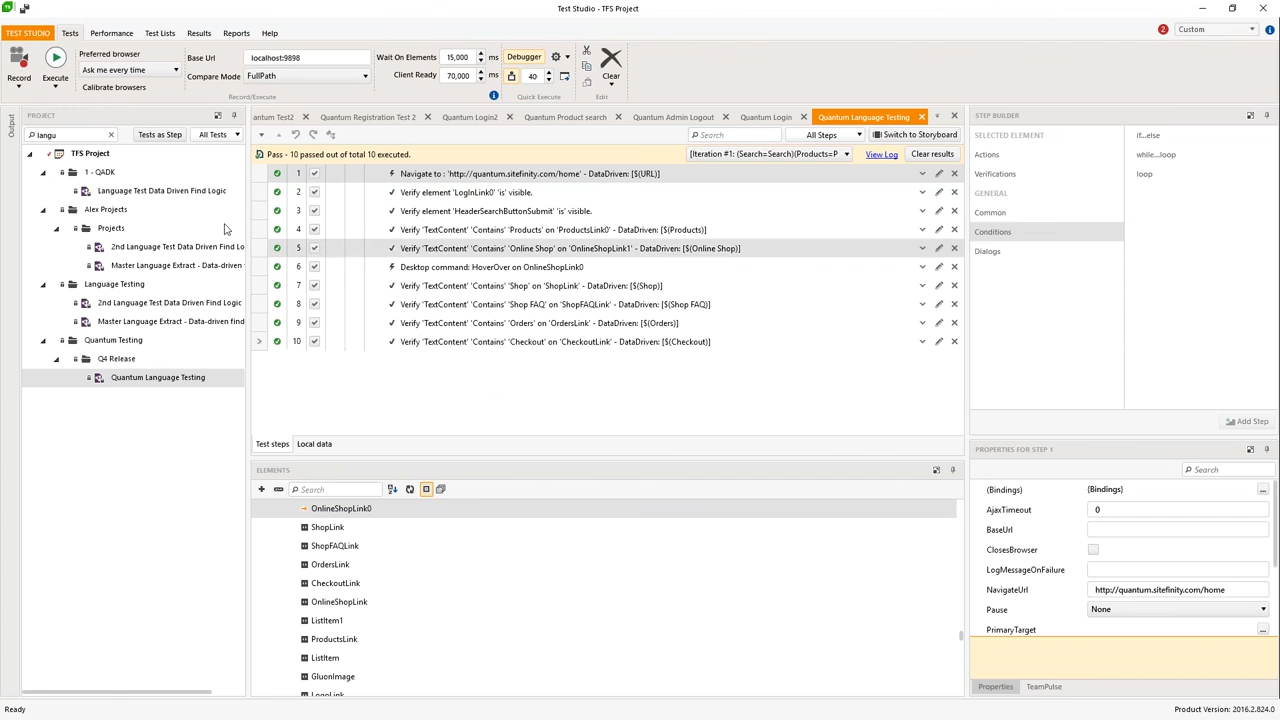 Test Studio - TFS Project
TEST STUDIO Tests Performance Test Lists Results Reports Help
2 Custom
Record
Execute
Preferred browser
Ask me every time
Calibrate browsers
Base Url localhost:9898
Compare Mode FullPath
Wait On Elements 15,000 ms
Client Ready 70,000 ms
Record/Execute
Debugger
40
Quick Execute
Clear
Edit
Output
PROJECT
langu
Tests as Step
All Tests
TFS Project
1 - QADK
Language Test Data Driven Find Logic
Alex Projects
Projects
2nd Language Test Data Driven Find Lo
Master Language Extract - Data-driven
Language Testing
2nd Language Test Data Driven Find Logic
Master Language Extract - Data-driven find
Quantum Testing
Q4 Release
Quantum Language Testing
antum Test2 Quantum Registration Test 2 Quantum Login2 Quantum Product search Quantum Admin Logout Quantum Login Quantum Language Testing
Search All Steps Switch to Storyboard
Pass - 10 passed out of total 10 executed. [Iteration #1: (Search=Search)(Products=P View Log Clear results
1 Navigate to : 'http://quantum.sitefinity.com/home' - DataDriven: [$(URL)]
2 Verify element 'LogInLink0' 'is' visible.
3 Verify element 'HeaderSearchButtonSubmit' 'is' visible.
4 Verify 'TextContent' 'Contains' 'Products' on 'ProductsLink0' - DataDriven: [$(Products)]
5 Verify 'TextContent' 'Contains' 'Online Shop' on 'OnlineShopLink1' - DataDriven: [$(Online Shop)]
6 Desktop command: HoverOver on OnlineShopLink0
7 Verify 'TextContent' 'Contains' 'Shop' on 'ShopLink' - DataDriven: [$(Shop)]
8 Verify 'TextContent' 'Contains' 'Shop FAQ' on 'ShopFAQLink' - DataDriven: [$(Shop FAQ)]
9 Verify 'TextContent' 'Contains' 'Orders' on 'OrdersLink' - DataDriven: [$(Orders)]
10 Verify 'TextContent' 'Contains' 'Checkout' on 'CheckoutLink' - DataDriven: [$(Checkout)]
Test steps Local data
ELEMENTS
Search
OnlineShopLink0
ShopLink
ShopFAQLink
OrdersLink
CheckoutLink
OnlineShopLink
ListItem1
ProductsLink
ListItem
GluonImage
LogoLink
STEP BUILDER
SELECTED ELEMENT
Actions
Verifications
GENERAL
Common
Conditions
Dialogs
if...else
while...loop
loop
Add Step
PROPERTIES FOR STEP 1
Search
(Bindings) (Bindings) ...
AjaxTimeout 0
BaseUrl
ClosesBrowser
LogMessageOnFailure
NavigateUrl http://quantum.sitefinity.com/home
Pause None
PrimaryTarget ...
Properties TeamPulse
Ready
Product Version: 2016.2.824.0